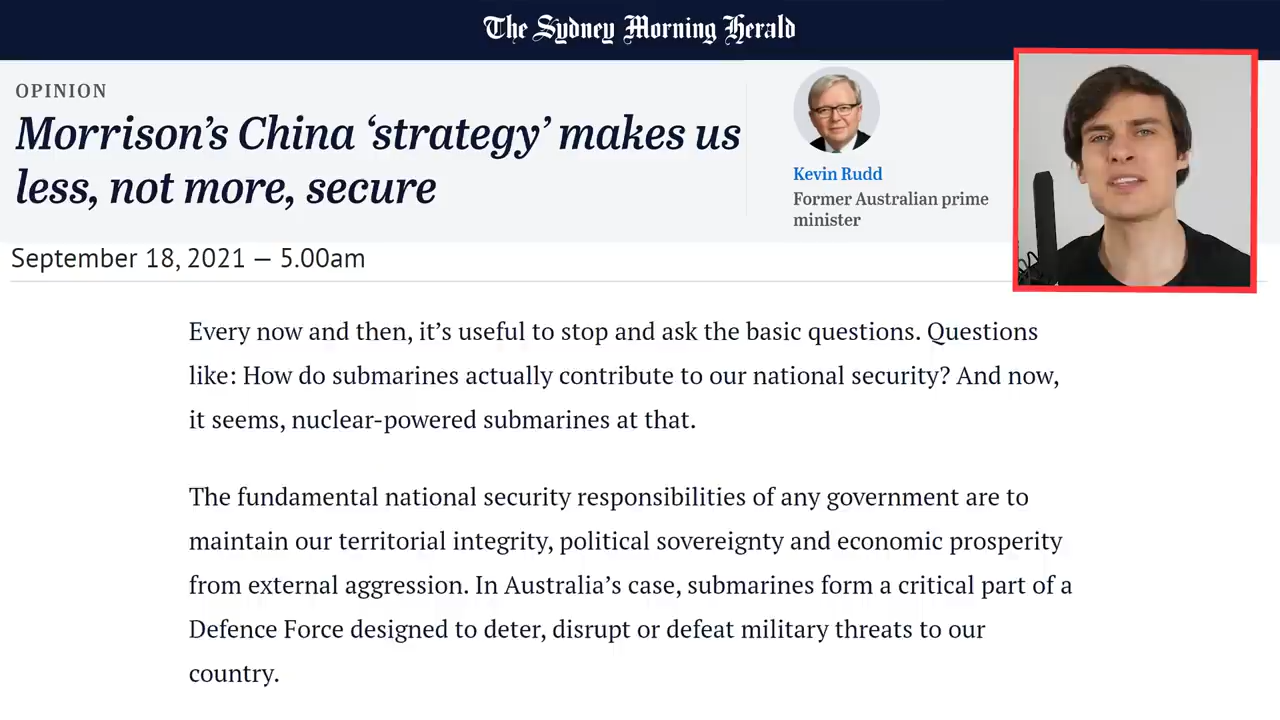 The Sydney Morning Herald
OPINION
Morrison’s China ‘strategy’ makes us
less, not more, secure
Kevin Rudd
Former Australian prime
minister
September 18, 2021 — 5.00am
Every now and then, it’s useful to stop and ask the basic questions. Questions
like: How do submarines actually contribute to our national security? And now,
it seems, nuclear-powered submarines at that.
The fundamental national security responsibilities of any government are to
maintain our territorial integrity, political sovereignty and economic prosperity
from external aggression. In Australia’s case, submarines form a critical part of a
Defence Force designed to deter, disrupt or defeat military threats to our
country.